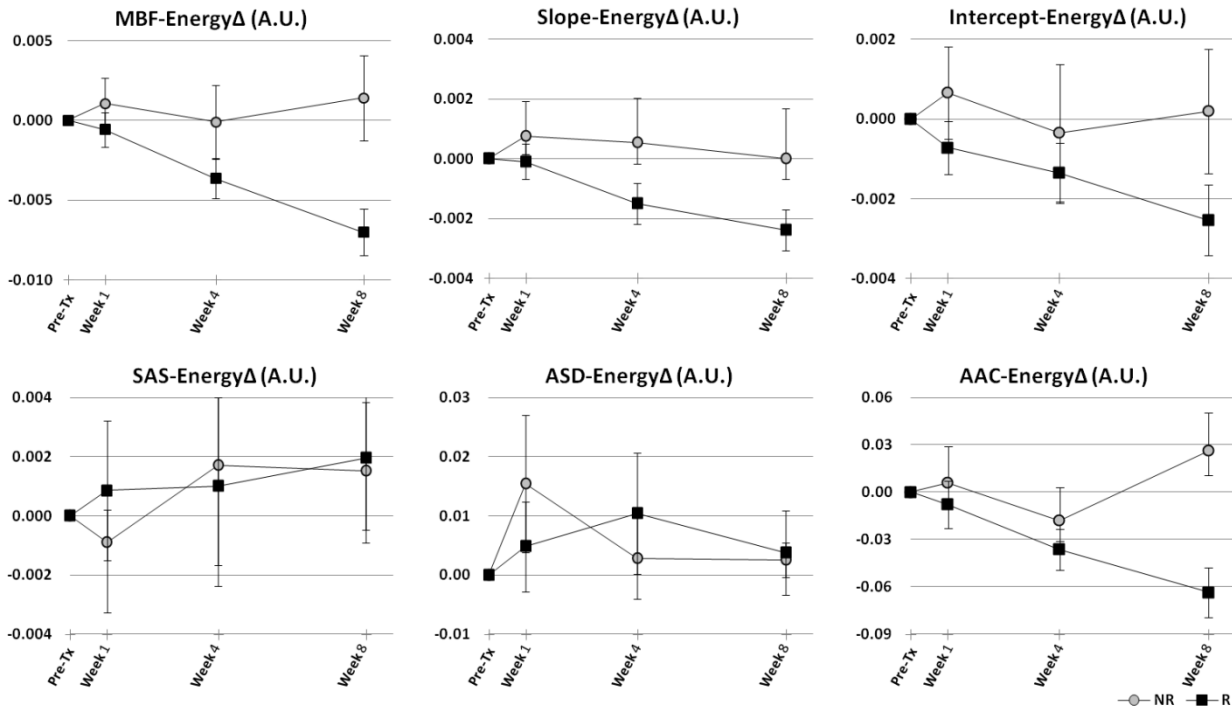 MBF-EnergyΔ (A.U.)
0.005
0.000
-0.005
-0.010
Pre-Tx
Week 1
Week 4
Week 8
Slope-EnergyΔ (A.U.)
0.004
0.002
0.000
-0.002
-0.004
Pre-Tx
Week 1
Week 4
Week 8
Intercept-EnergyΔ (A.U.)
0.002
0.000
-0.002
-0.004
Pre-Tx
Week 1
Week 4
Week 8
SAS-EnergyΔ (A.U.)
0.004
0.002
0.000
-0.002
-0.004
Pre-Tx
Week 1
Week 4
Week 8
ASD-EnergyΔ (A.U.)
0.03
0.02
0.01
0.00
-0.01
Pre-Tx
Week 1
Week 4
Week 8
AAC-EnergyΔ (A.U.)
0.06
0.03
0.00
-0.03
-0.06
-0.09
Pre-Tx
Week 1
Week 4
Week 8
NR R